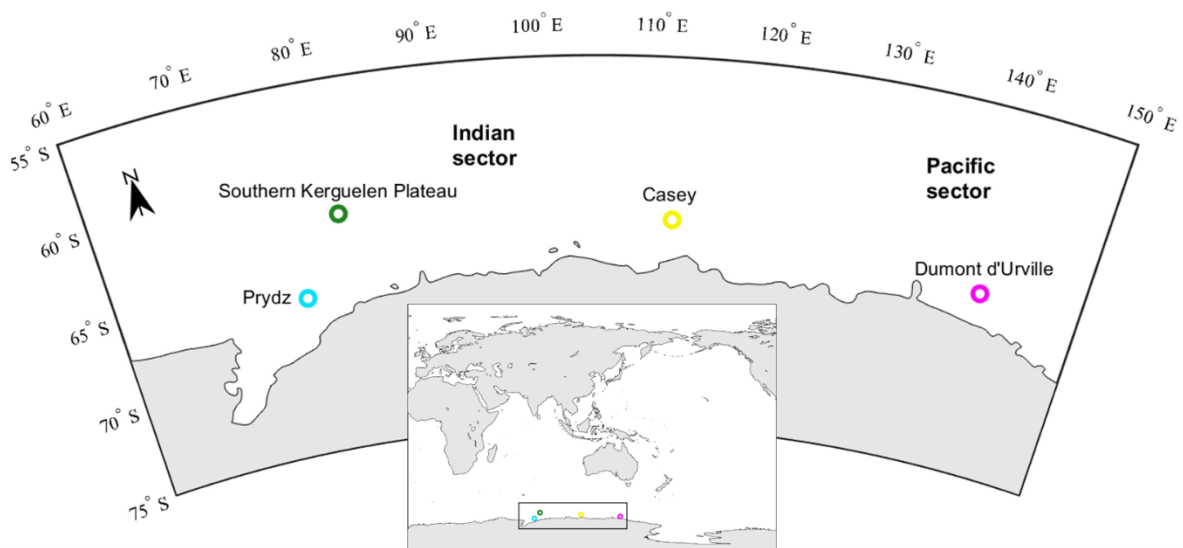 60° E
70° E
80° E
90° E
100° E
110° E
120° E
130° E
140° E
150° E
55° S
60° S
65° S
70° S
75° S
N
Indian
sector
Pacific
sector
Southern Kerguelen Plateau
Casey
Prydz
Dumont d'Urville